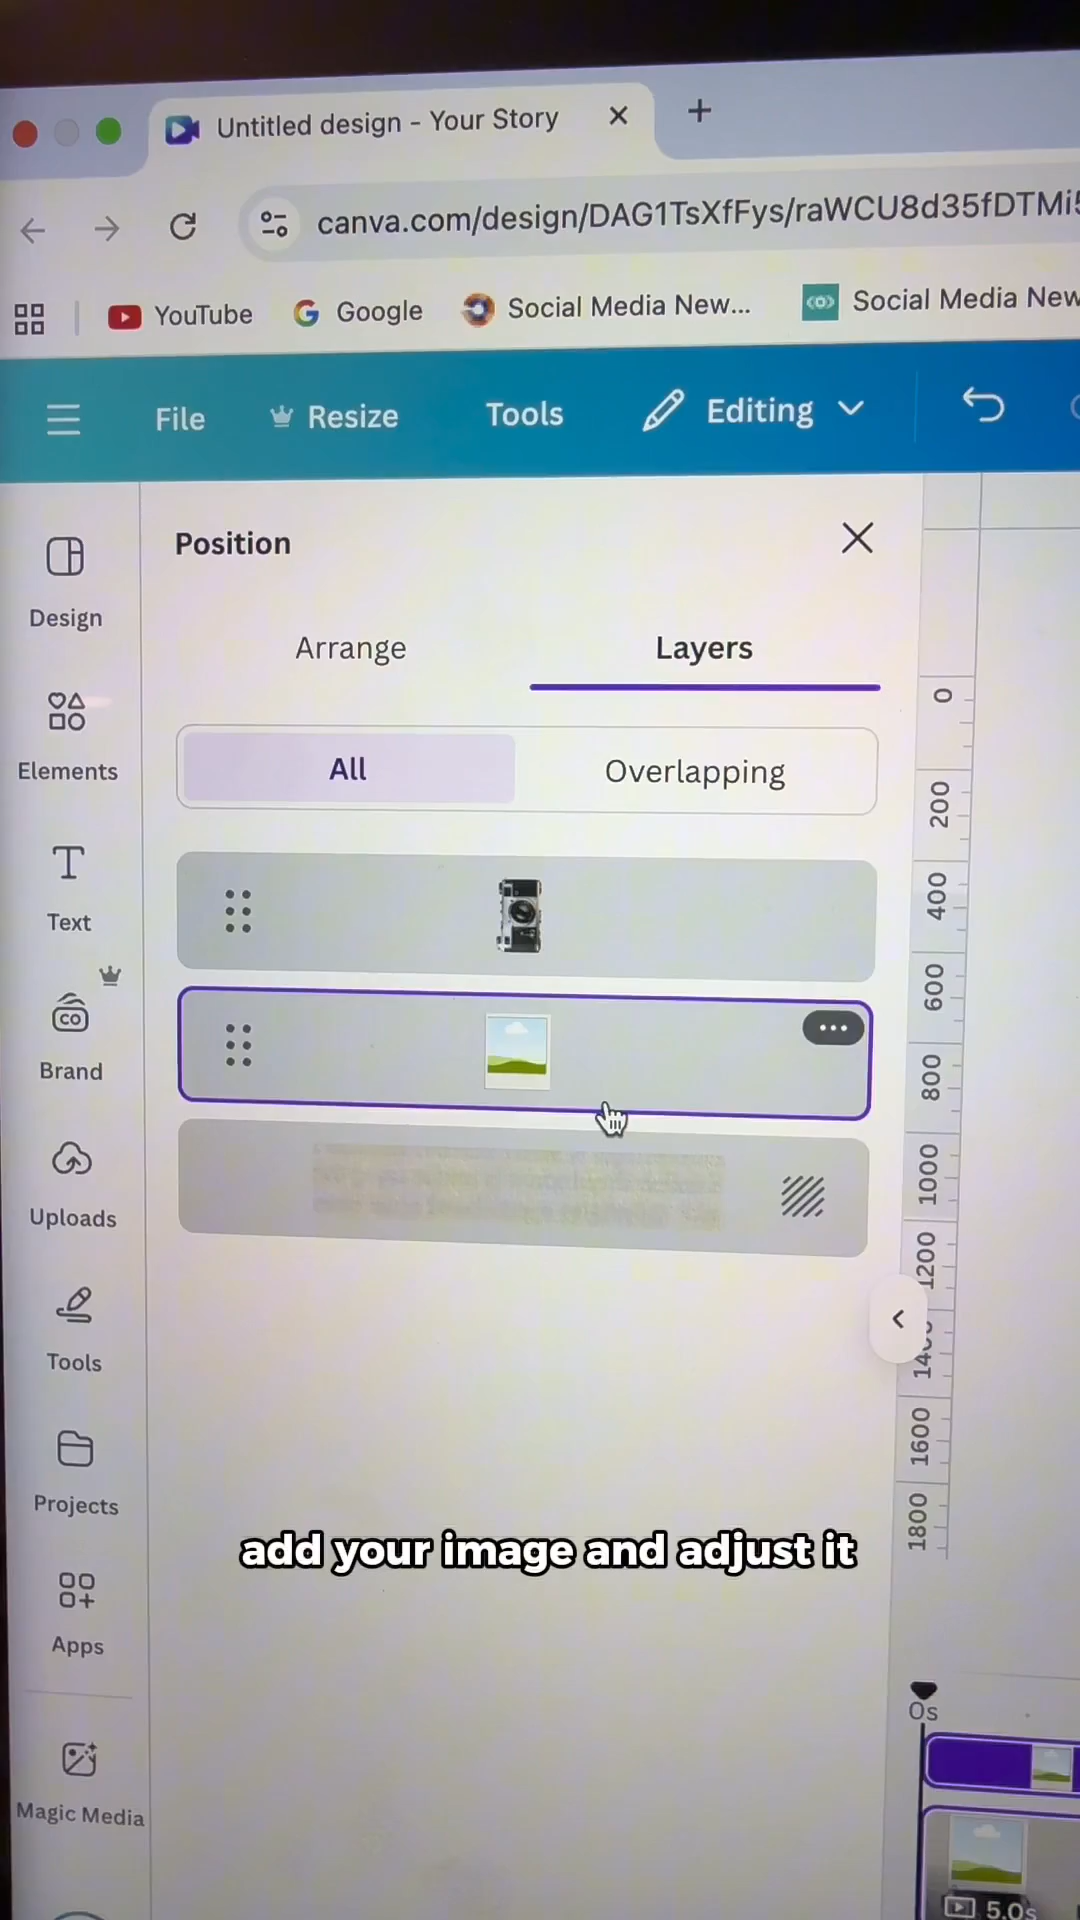 Untitled design - Your Story
canva.com/design/DAG1TsXfFys/raWCU8d35fDTMi
YouTube
Google
Social Media New...
Social Media New
File
Resize
Tools
Editing
Position
Arrange
Layers
All
Overlapping
Design
Elements
Text
Brand
Uploads
Tools
Projects
Apps
Magic Media
0
200
400
600
800
1000
1200
1600
1800
add your image and adjust it
0s
5.0s